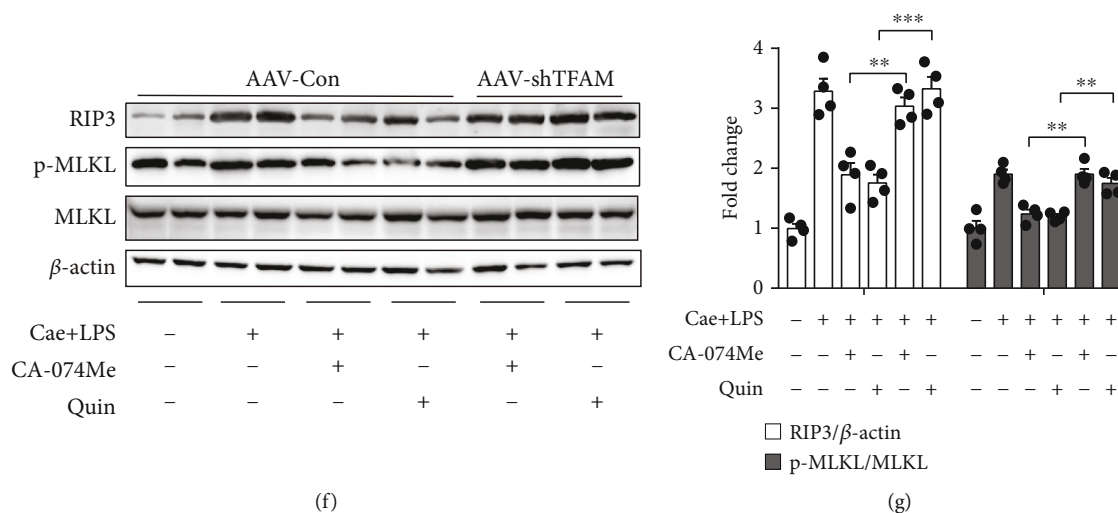 AAV-Con AAV-shTFAM
RIP3
p-MLKL
MLKL
β-actin
Cae+LPS – + + + + +
CA-074Me – – + – + –
Quin – – – + – +
(f)
Fold change
4
3
2
1
0
** *** ** **
Cae+LPS – + + + + + – + + + + +
CA-074Me – – + – + – – – + – + –
Quin – – – + – + – – – + – +
RIP3/β-actin
p-MLKL/MLKL
(g)